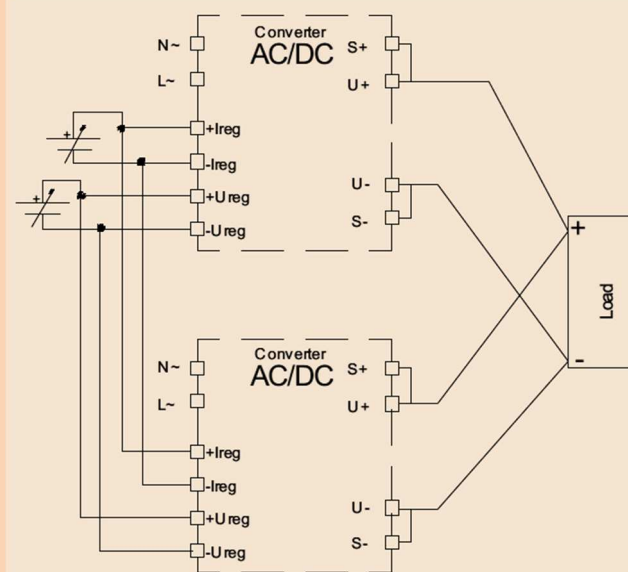 Converter
AC/DC
N~
L~
+Ireg
-Ireg
+Ureg
-Ureg
S+
U+
U-
S-
+
+
+
-
Load
Converter
AC/DC
N~
L~
+Ireg
-Ireg
+Ureg
-Ureg
S+
U+
U-
S-